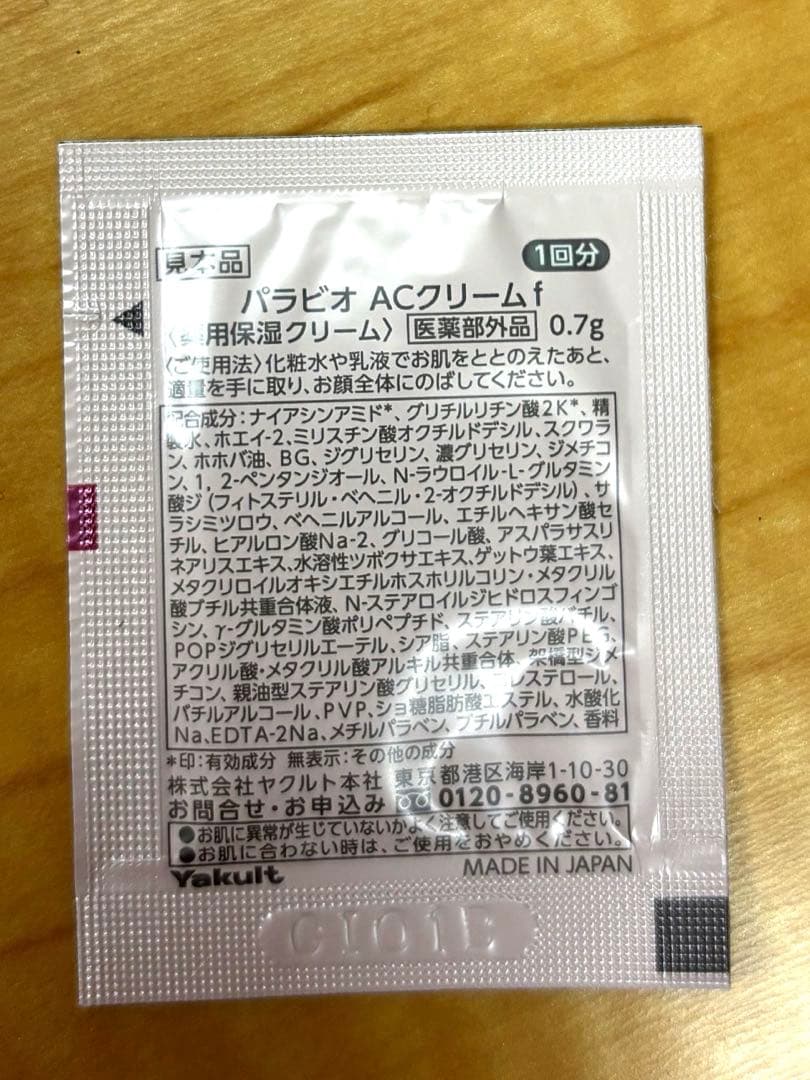 見本品
1回分
パラビオ ACクリームf
〈薬用保湿クリーム〉 医薬部外品 0.7g
〈ご使用法〉化粧水や乳液でお肌をととのえたあと、
適量を手に取り、お顔全体にのばしてください。
配合成分：ナイアシンアミド*、グリチルリチン酸2K*、精
製水、ホエイ-2、ミリスチン酸オクチルドデシル、スクワラ
ン、ホホバ油、BG、ジグリセリン、濃グリセリン、ジメチコ
ン、1，2-ペンタンジオール、N-ラウロイル-L-グルタミン
酸ジ（フィトステリル・ベヘニル・2-オクチルドデシル）、サ
ラシミツロウ、ベヘニルアルコール、エチルヘキサン酸セ
チル、ヒアルロン酸Na-2、グリコール酸、アスパラサスリ
ネアリスエキス、水溶性ツボクサエキス、ゲットウ葉エキス、
メタクリロイルオキシエチルホスホリルコリン・メタクリル
酸ブチル共重合体液、N-ステアロイルジヒドロスフィンゴ
シン、γ-グルタミン酸ポリペプチド、ステアリン酸バチル、
POPジグリセリルエーテル、シア脂、ステアリン酸PEG、
アクリル酸・メタクリル酸アルキル共重合体、架橋型ジメ
チコン、親油型ステアリン酸グリセリル、コレステロール、
バチルアルコール、PVP、ショ糖脂肪酸エステル、水酸化
Na、EDTA-2Na、メチルパラベン、ブチルパラベン、香料
*印：有効成分 無表示：その他の成分
株式会社ヤクルト本社 東京都港区海岸1-10-30
お問合せ・お申込み 0120-8960-81
●お肌に異常が生じていないかよく注意してご使用ください。
●お肌に合わない時は、ご使用をおやめください。
Yakult MADE IN JAPAN